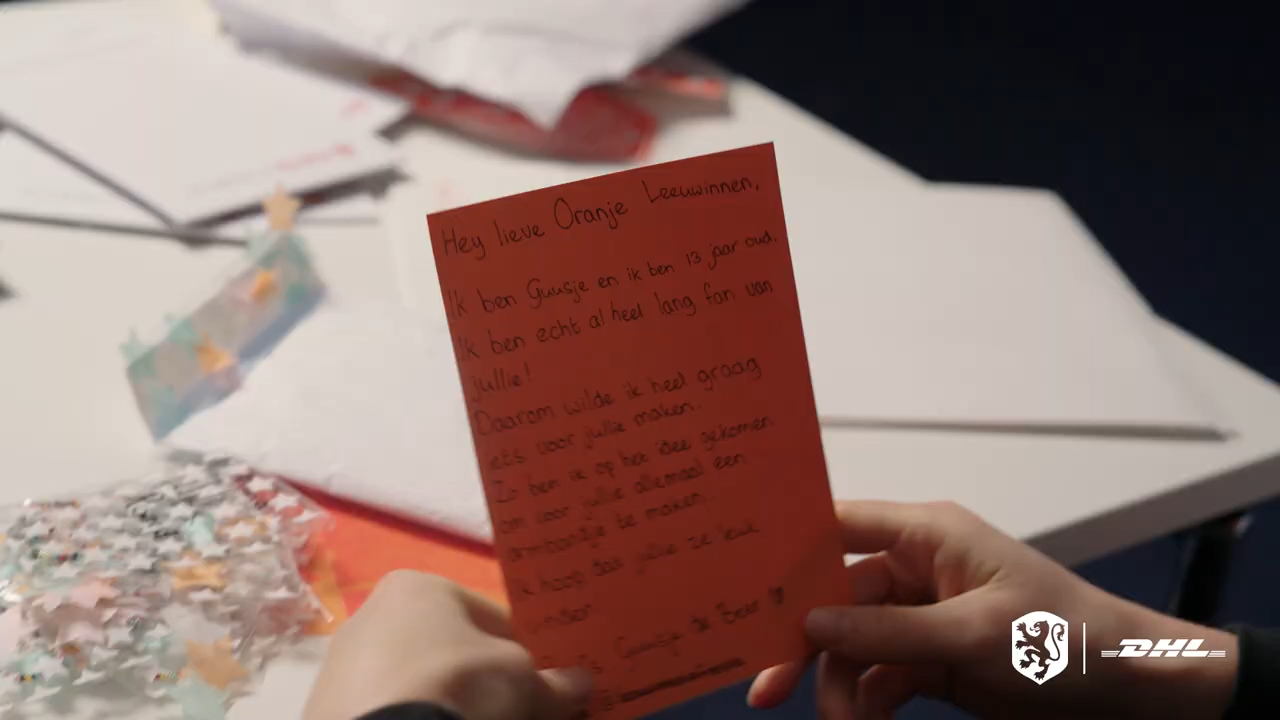 Hey lieve Oranje Leeuwinnen,
Ik ben Guusje en ik ben 13 jaar oud.
Ik ben echt al heel lang fan van
jullie!
Daarom wilde ik heel graag
iets voor jullie maken.
Zo ben ik op het idee gekomen
om voor jullie allemaal een
armbandje te maken.
Ik hoop dat jullie ze leuk
vinden
Guusje de Beer
DHL